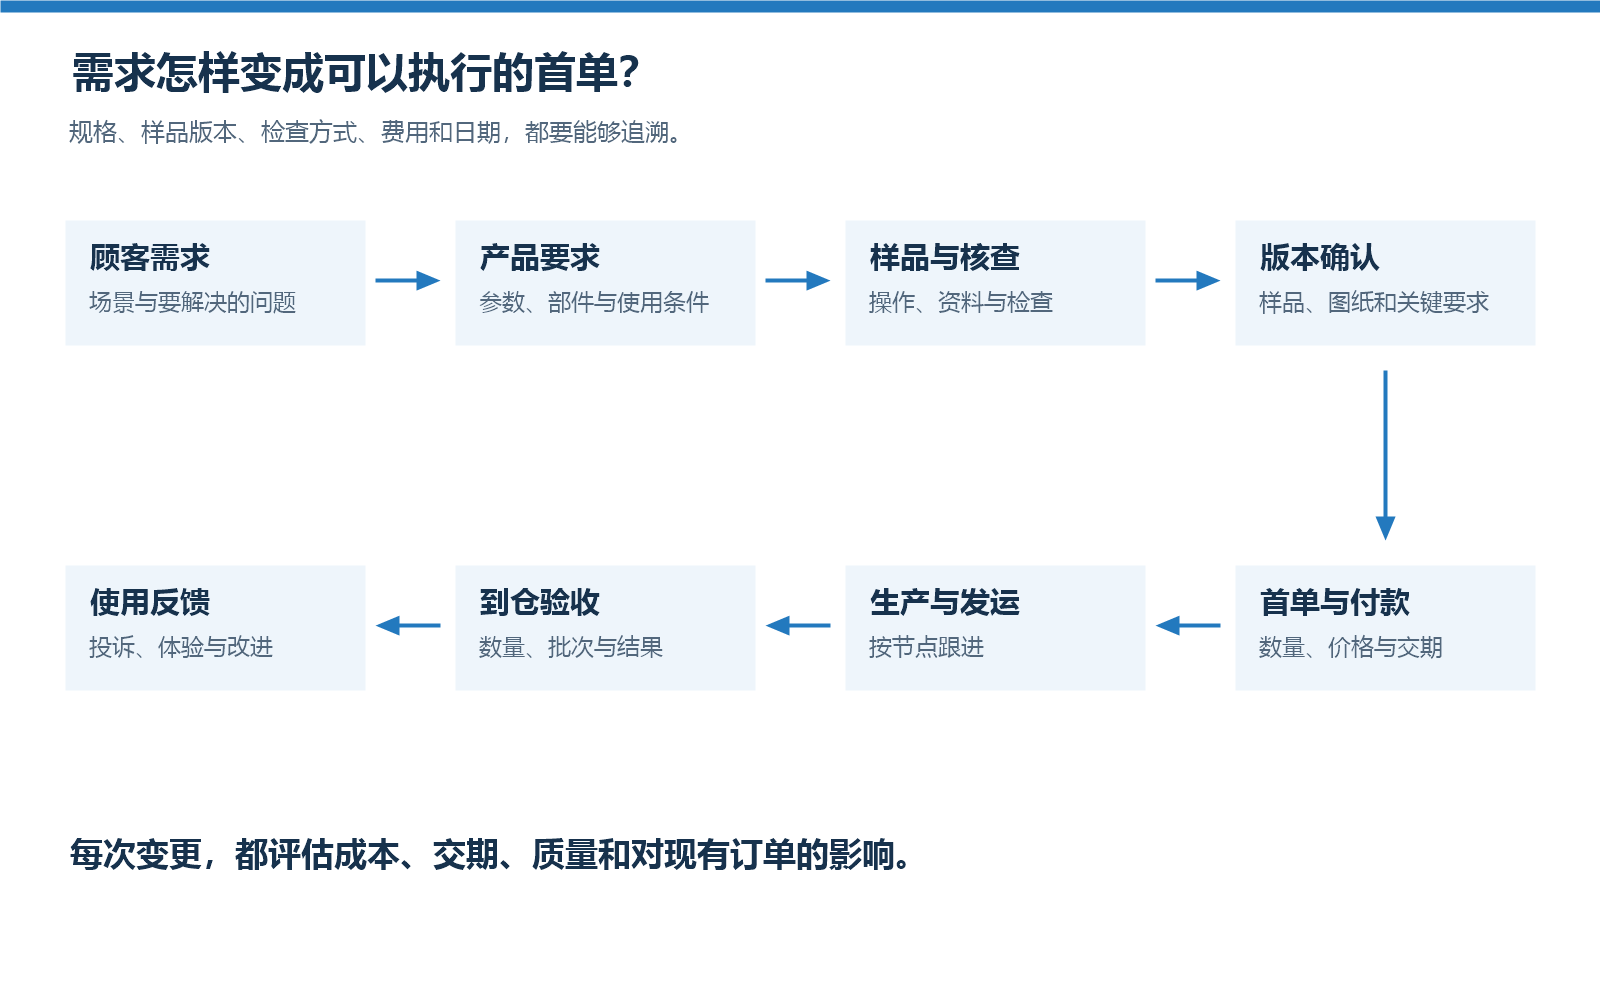 需求怎样变成可以执行的首单？
规格、样品版本、检查方式、费用和日期，都要能够追溯。
顾客需求
场景与要解决的问题
产品要求
参数、部件与使用条件
样品与核查
操作、资料与检查
版本确认
样品、图纸和关键要求
首单与付款
数量、价格与交期
生产与发运
按节点跟进
到仓验收
数量、批次与结果
使用反馈
投诉、体验与改进
每次变更，都评估成本、交期、质量和对现有订单的影响。